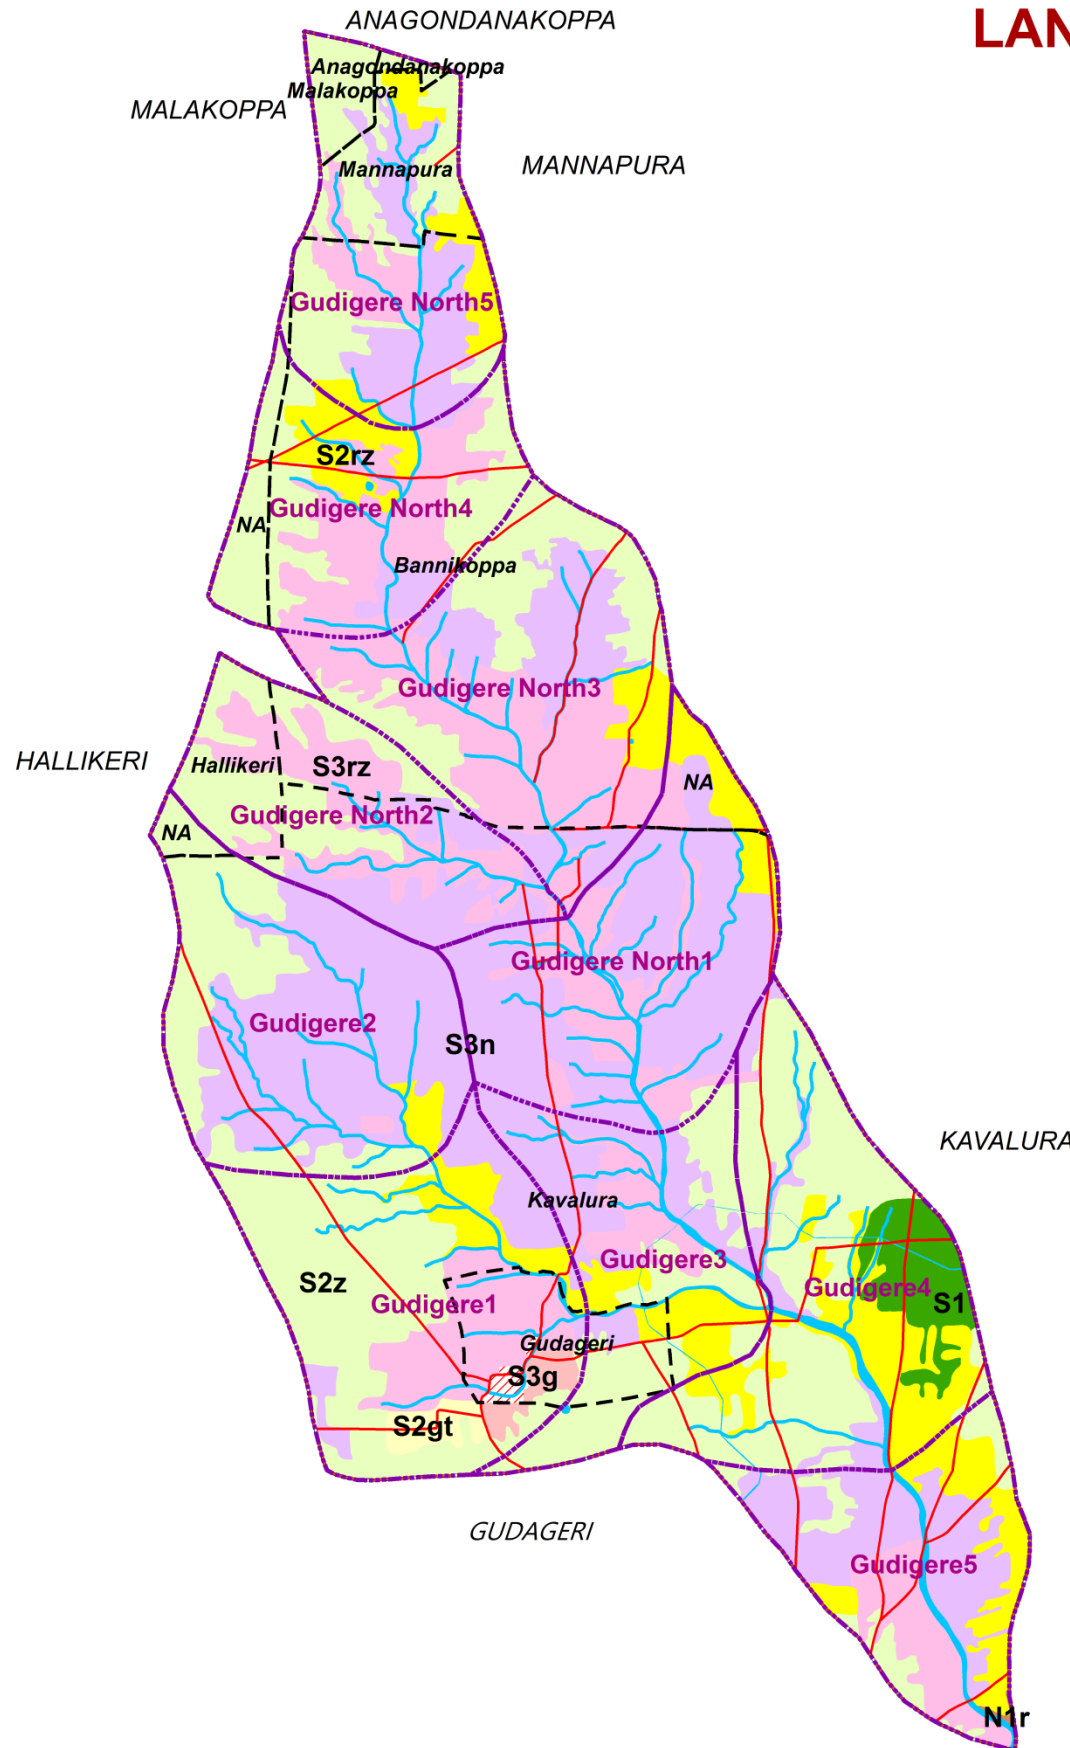 ANAGONDANAKOPPA
LAN
Anagondanakoppa
Malakoppa
MALAKOPPA
Mannapura
MANNAPURA
Gudigere North5
S2rz
Gudigere North4
NA
Bannikoppa
Gudigere North3
HALLIKERI
Hallikeri
S3rz
NA
Gudigere North2
NA
Gudigere North1
Gudigere2
S3n
KAVALURA
Kavalura
Gudigere3
S2z
Gudigere4
Gudigere1
S1
Gudageri
S3g
S2gt
GUDAGERI
Gudigere5
N1r